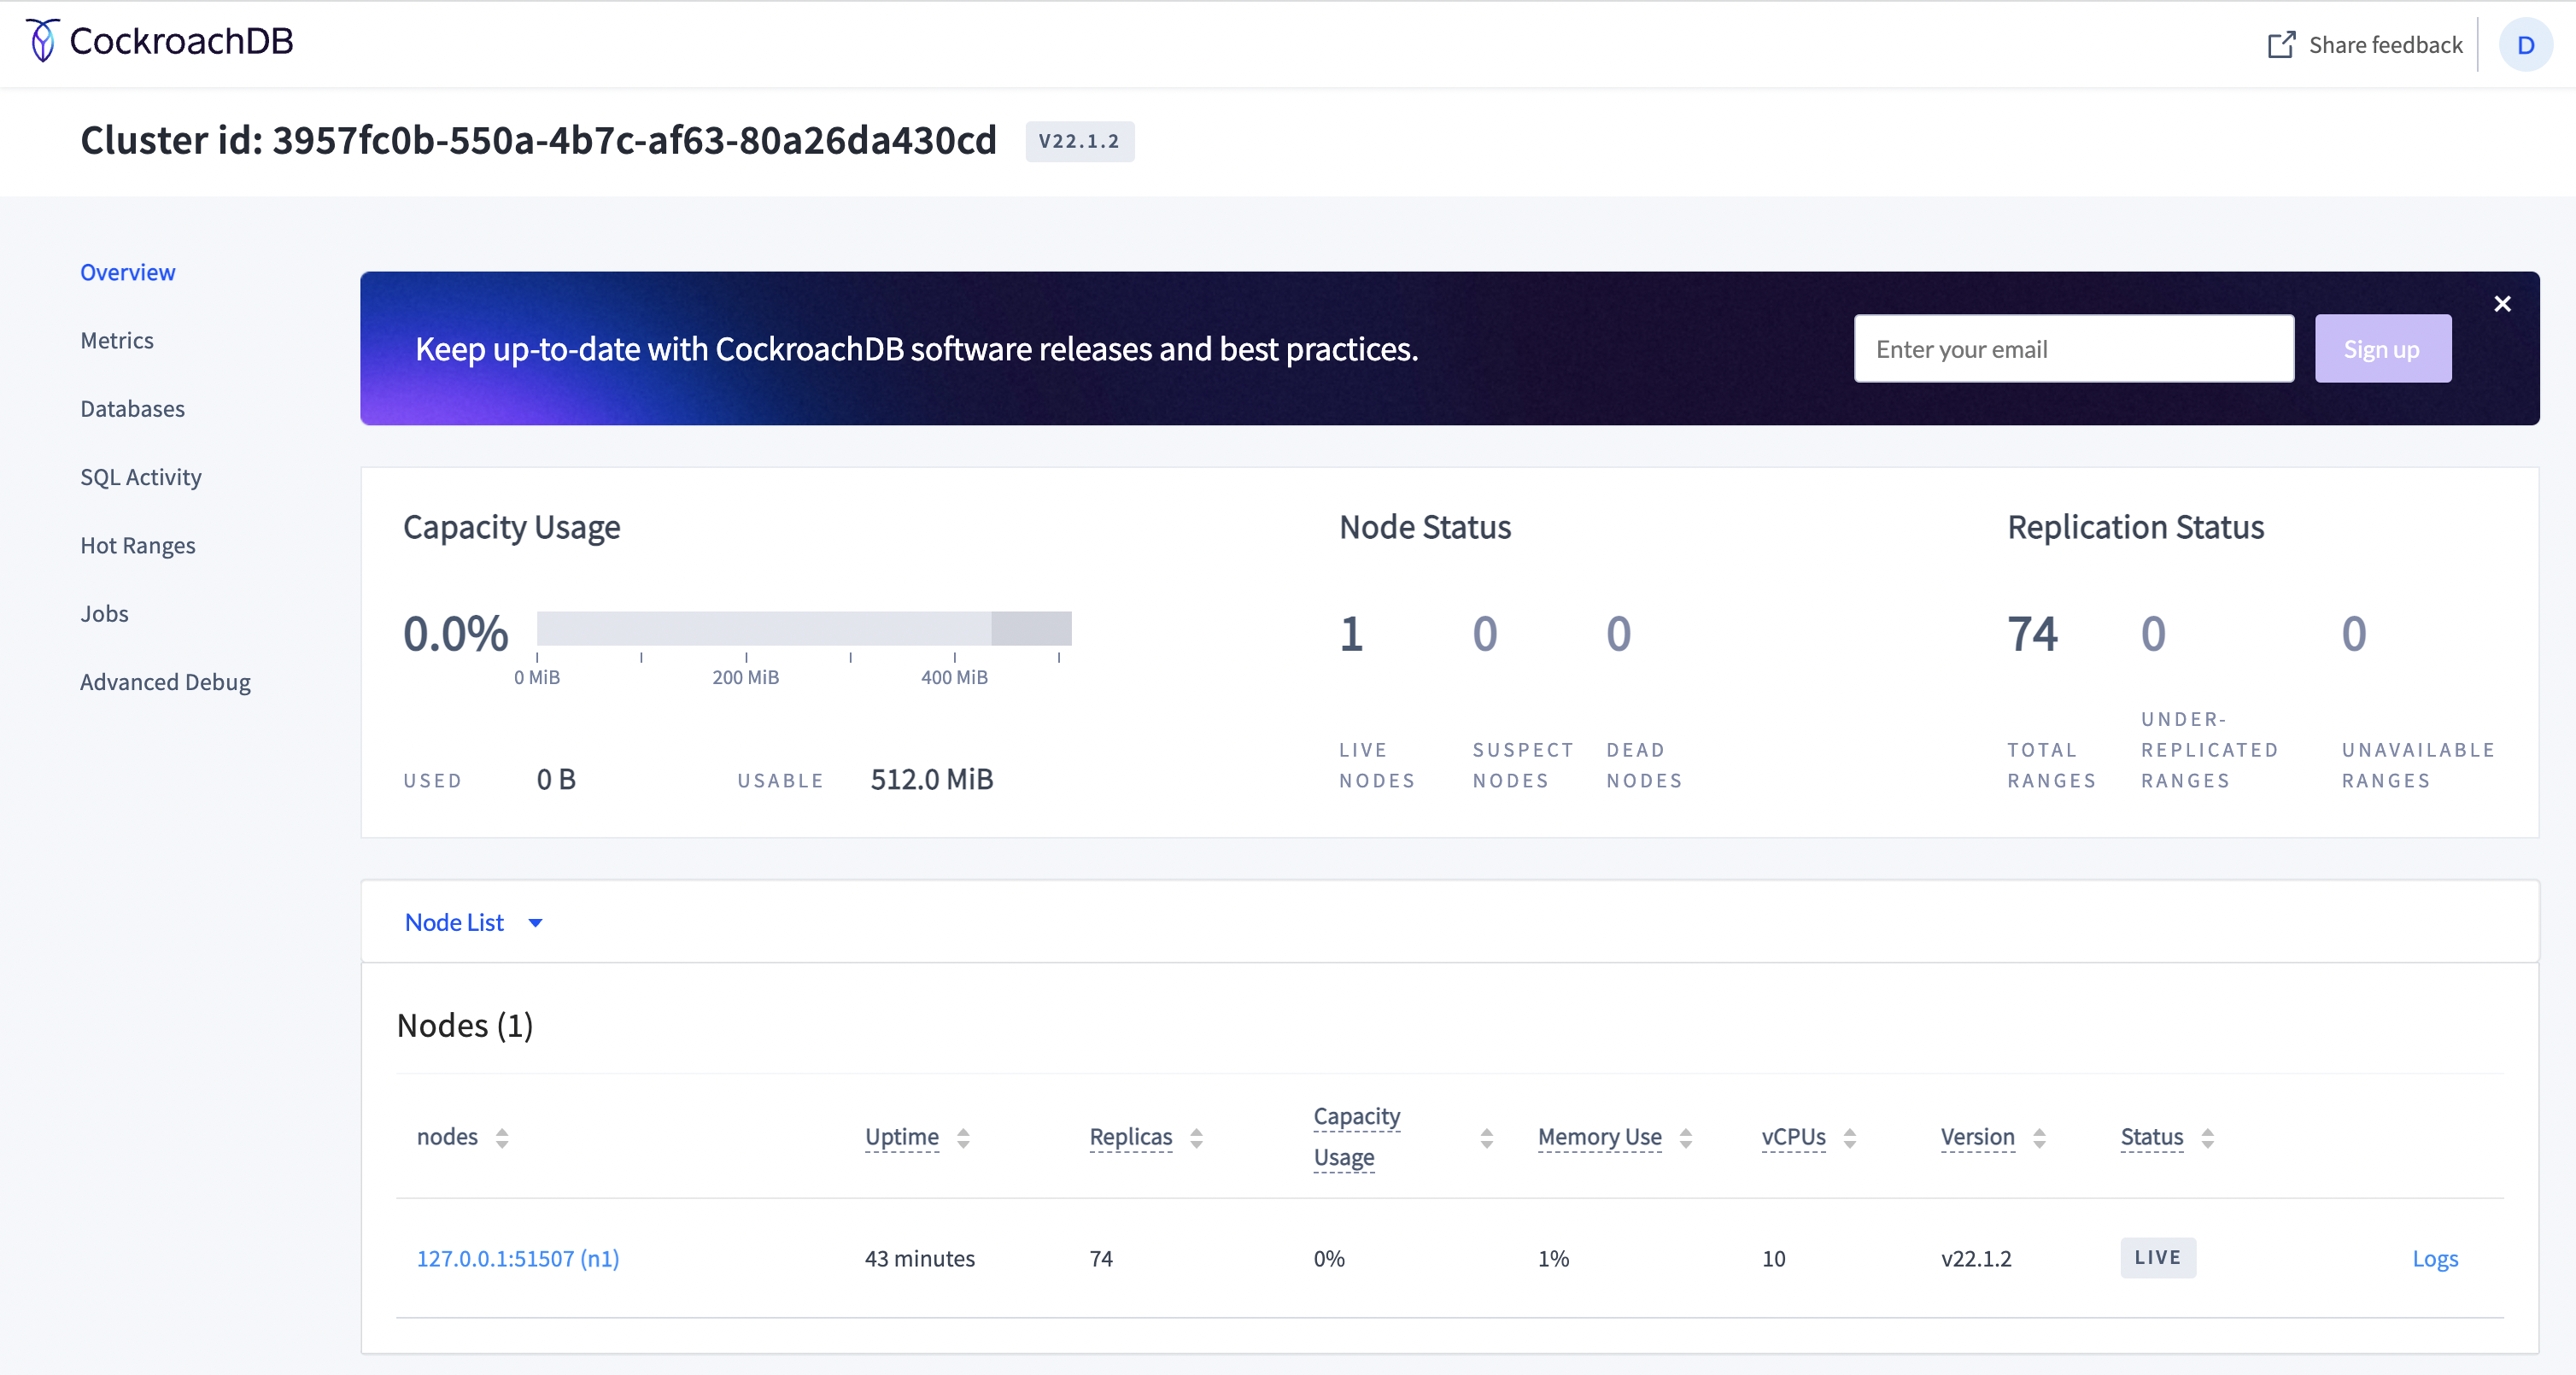 CockroachDB
Share feedback
D
Cluster id: 3957fc0b-550a-4b7c-af63-80a26da430cd
V22.1.2
Overview
Metrics
Databases
SQL Activity
Hot Ranges
Jobs
Advanced Debug
Keep up-to-date with CockroachDB software releases and best practices.
Enter your email
Sign up
Capacity Usage
0.0%
0 MiB
200 MiB
400 MiB
USED
0 B
USABLE
512.0 MiB
Node Status
1
0
0
LIVE
NODES
SUSPECT
NODES
DEAD
NODES
Replication Status
74
0
0
TOTAL
RANGES
UNDER-
REPLICATED
RANGES
UNAVAILABLE
RANGES
Node List
Nodes (1)
nodes
Uptime
Replicas
Capacity
Usage
Memory Use
vCPUs
Version
Status
127.0.0.1:51507 (n1)
43 minutes
74
0%
1%
10
v22.1.2
LIVE
Logs